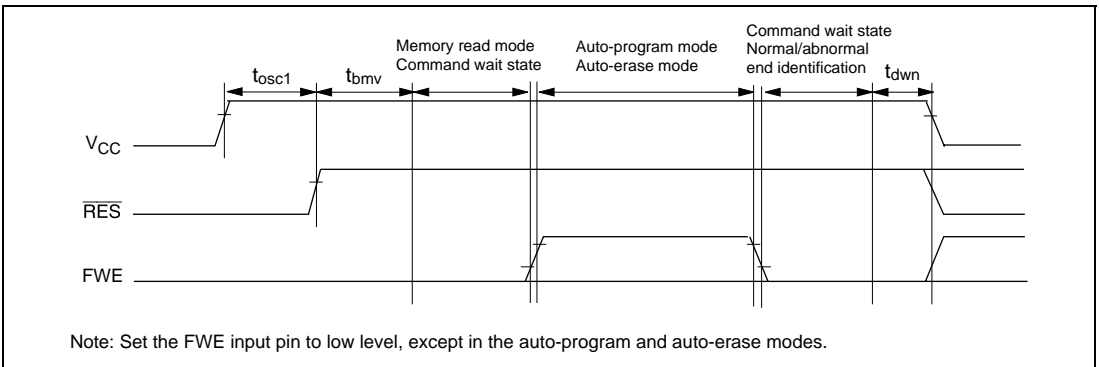 Memory read mode
Command wait state
Auto-program mode
Auto-erase mode
Command wait state
Normal/abnormal
end identification
tosc1
tbmv
tdwn
VCC
RES
FWE
Note: Set the FWE input pin to low level, except in the auto-program and auto-erase modes.